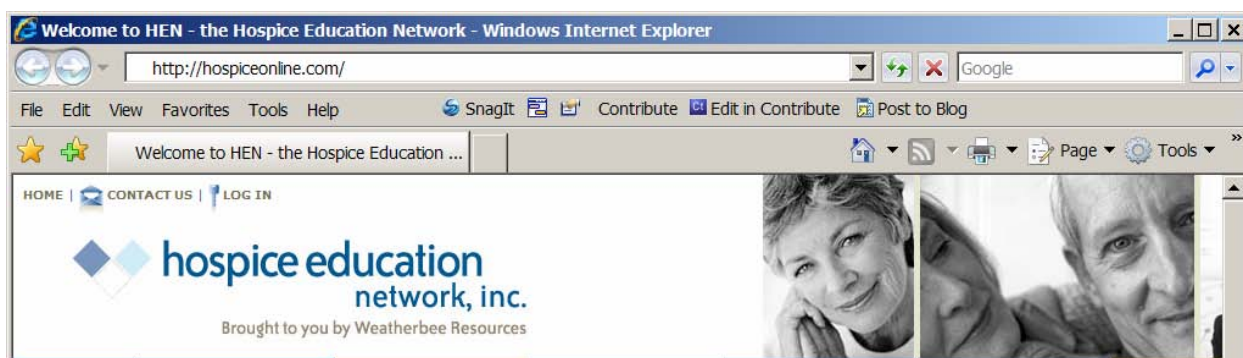 Welcome to HEN - the Hospice Education Network - Windows Internet Explorer
http://hospiceonline.com/
Google
File Edit View Favorites Tools Help SnagIt Contribute Ct Edit in Contribute Post to Blog
Welcome to HEN - the Hospice Education ... Page Tools »
HOME | CONTACT US | LOG IN
hospice education
network, inc.
Brought to you by Weatherbee Resources